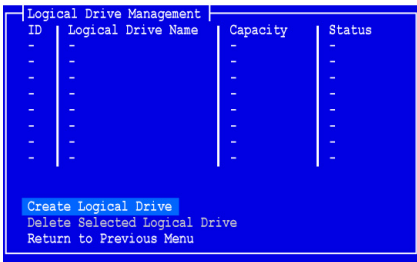 Logical Drive Management
ID Logical Drive Name Capacity Status
- - - -
- - - -
- - - -
- - - -
- - - -
- - - -
- - - -
- - - -
Create Logical Drive
Delete Selected Logical Drive
Return to Previous Menu